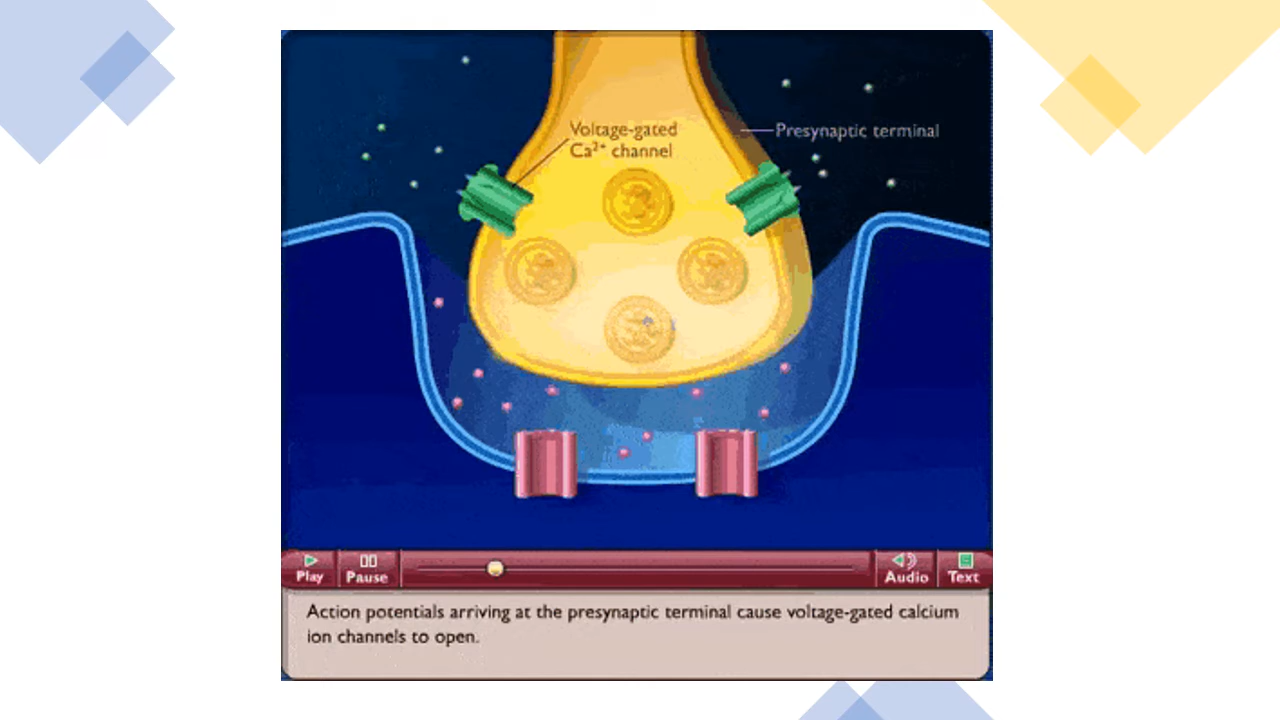 Voltage-gated
Ca²⁺ channel
Presynaptic terminal
Play
Pause
Audio
Text
Action potentials arriving at the presynaptic terminal cause voltage-gated calcium
ion channels to open.